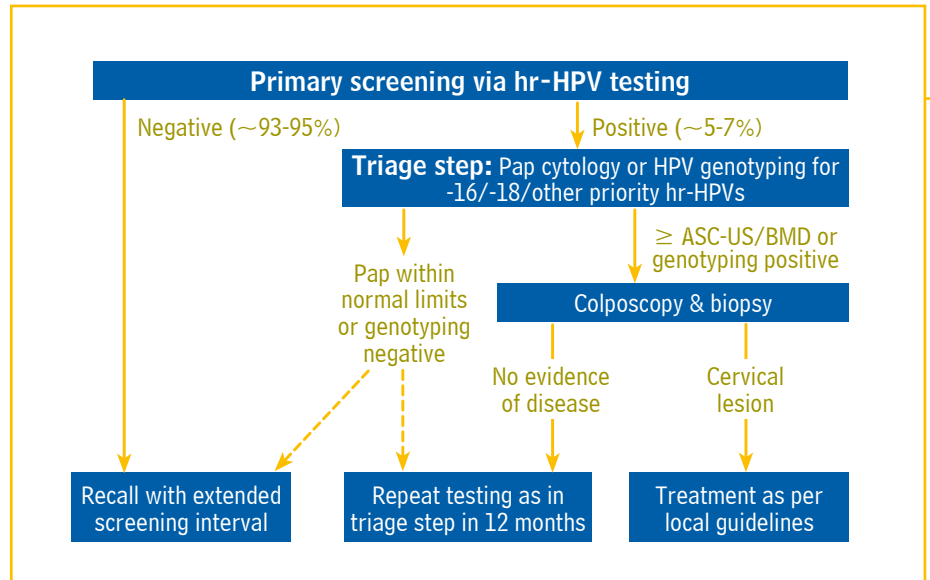 Primary screening via hr-HPV testing
Negative (~93-95%)
Positive (~5-7%)
Triage step: Pap cytology or HPV genotyping for
-16/-18/other priority hr-HPVs
≥ ASC-US/BMD or
genotyping positive
Pap within
normal limits
or genotyping
negative
Colposcopy & biopsy
No evidence
of disease
Cervical
lesion
Recall with extended
screening interval
Repeat testing as in
triage step in 12 months
Treatment as per
local guidelines